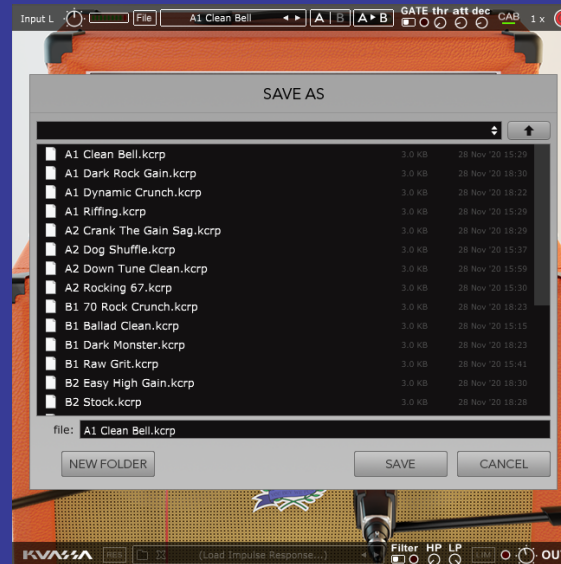 Input L File A1 Clean Bell A B A▸B GATE thr att dec CAB 1 x
SAVE AS
A1 Clean Bell.kcrp 3.0 KB 28 Nov '20 15:29
A1 Dark Rock Gain.kcrp 3.0 KB 28 Nov '20 18:30
A1 Dynamic Crunch.kcrp 3.0 KB 28 Nov '20 18:22
A1 Riffing.kcrp 3.0 KB 28 Nov '20 15:29
A2 Crank The Gain Sag.kcrp 3.0 KB 28 Nov '20 18:29
A2 Dog Shuffle.kcrp 3.0 KB 28 Nov '20 15:37
A2 Down Tune Clean.kcrp 3.0 KB 28 Nov '20 15:59
A2 Rocking 67.kcrp 3.0 KB 28 Nov '20 15:30
B1 70 Rock Crunch.kcrp 3.0 KB 28 Nov '20 18:23
B1 Ballad Clean.kcrp 3.0 KB 28 Nov '20 15:15
B1 Dark Monster.kcrp 3.0 KB 28 Nov '20 18:23
B1 Raw Grit.kcrp 3.0 KB 28 Nov '20 15:41
B2 Easy High Gain.kcrp 3.0 KB 28 Nov '20 18:30
B2 Stock.kcrp 3.0 KB 28 Nov '20 18:28
file: A1 Clean Bell.kcrp
NEW FOLDER SAVE CANCEL
KVASSA RES (Load Impulse Response...) Filter HP LP LIM OU